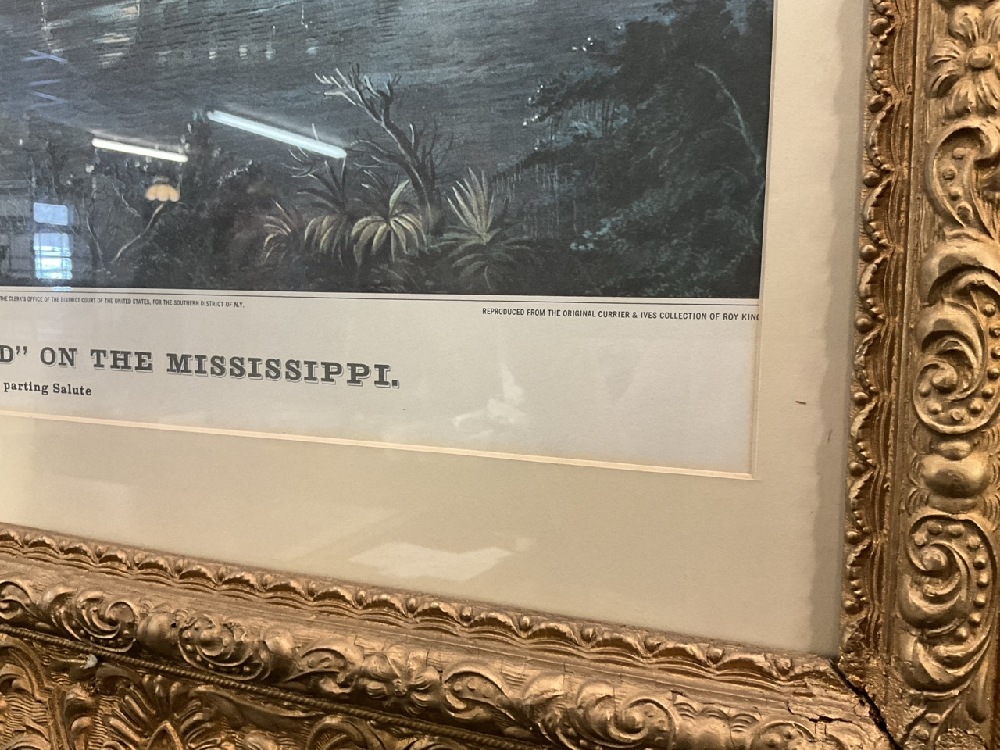 THE CLERK'S OFFICE OF THE DISTRICT COURT OF THE UNITED STATES, FOR THE SOUTHERN DISTRICT OF N.Y.
REPRODUCED FROM THE ORIGINAL CURRIER & IVES COLLECTION OF ROY KING
D” ON THE MISSISSIPPI.
parting Salute